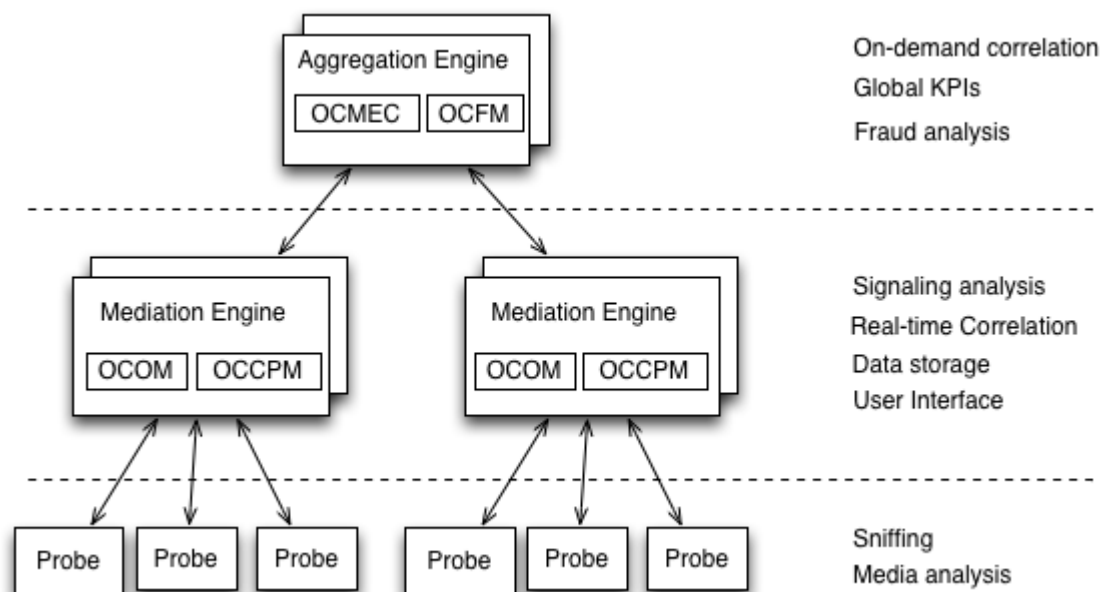 Aggregation Engine
OCMEC OCFM
On-demand correlation
Global KPIs
Fraud analysis
Mediation Engine
OCOM OCCPM
Mediation Engine
OCOM OCCPM
Signaling analysis
Real-time Correlation
Data storage
User Interface
Probe Probe Probe Probe Probe Probe
Sniffing
Media analysis